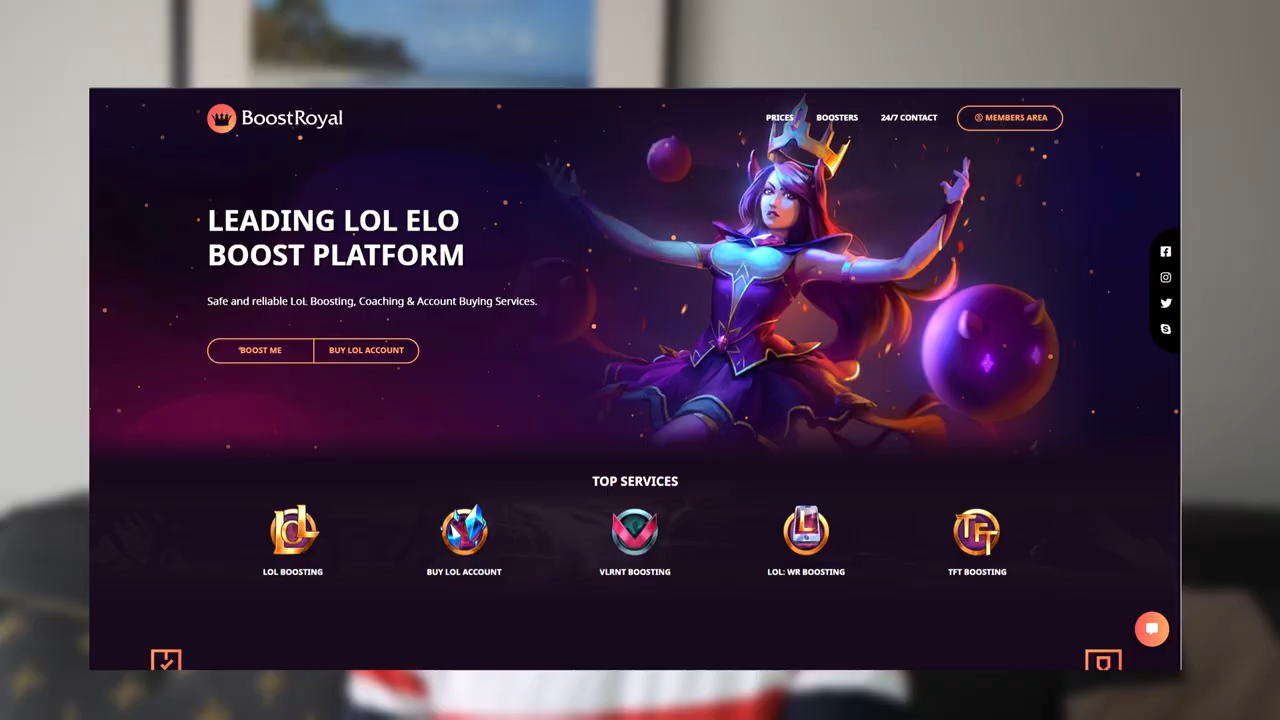 BoostRoyal
PRICES
BOOSTERS
24/7 CONTACT
MEMBERS AREA
LEADING LOL ELO
BOOST PLATFORM
Safe and reliable LoL Boosting, Coaching & Account Buying Services.
BOOST ME
BUY LOL ACCOUNT
TOP SERVICES
LOL
L
TFT
LOL BOOSTING
BUY LOL ACCOUNT
VLRNT BOOSTING
LOL: WR BOOSTING
TFT BOOSTING